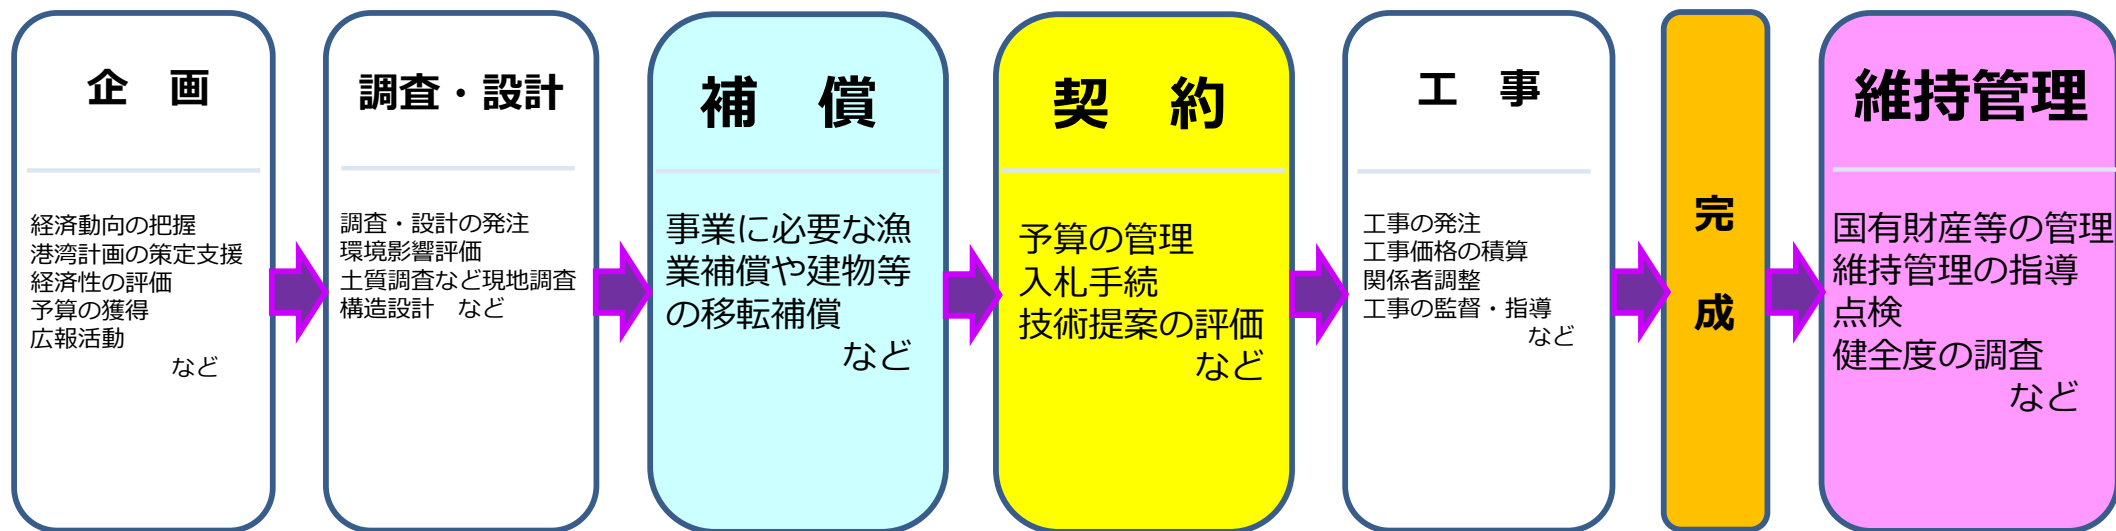 企　画
経済動向の把握
港湾計画の策定支援
経済性の評価
予算の獲得
広報活動
など
調査・設計
調査・設計の発注
環境影響評価
土質調査など現地調査
構造設計　など
補　償
事業に必要な漁
業補償や建物等
の移転補償
など
契　約
予算の管理
入札手続
技術提案の評価
など
工　事
工事の発注
工事価格の積算
関係者調整
工事の監督・指導
など
完
成
維持管理
国有財産等の管理
維持管理の指導
点検
健全度の調査
など